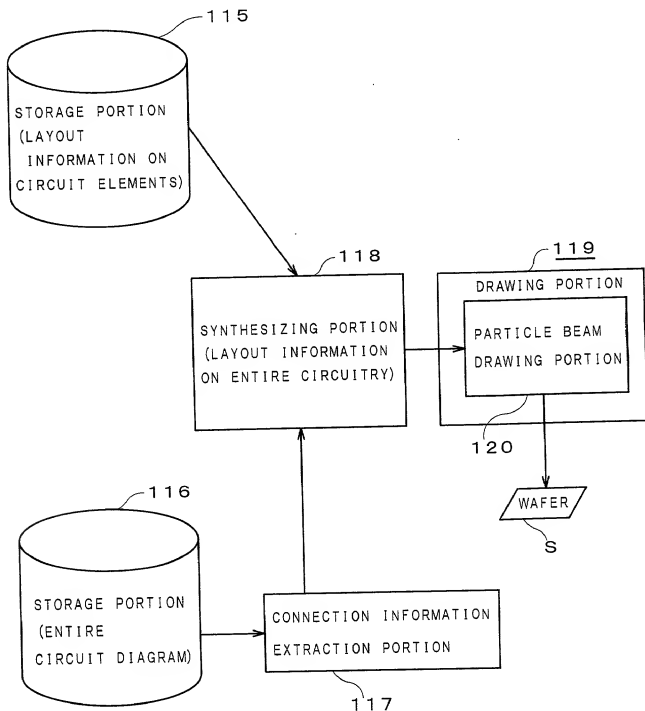 115
STORAGE PORTION
(LAYOUT
INFORMATION ON
CIRCUIT ELEMENTS)
118
SYNTHESIZING PORTION
(LAYOUT INFORMATION
ON ENTIRE CIRCUITRY)
119
DRAWING PORTION
PARTICLE BEAM
DRAWING PORTION
120
WAFER
S
116
STORAGE PORTION
(ENTIRE
CIRCUIT DIAGRAM)
CONNECTION INFORMATION
EXTRACTION PORTION
117